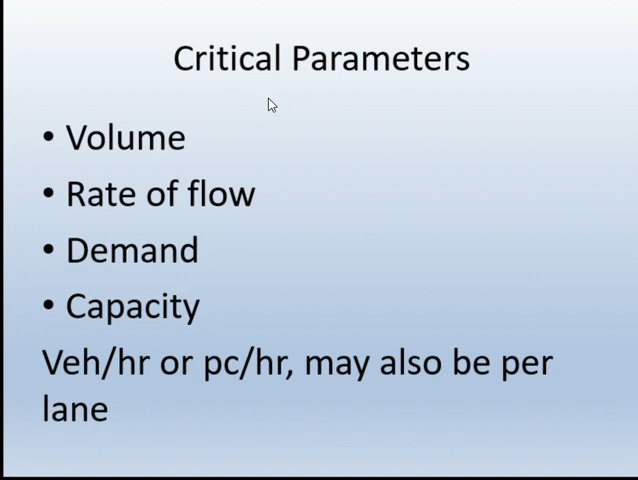 Critical Parameters
• Volume
• Rate of flow
• Demand
• Capacity
Veh/hr or pc/hr, may also be per
lane